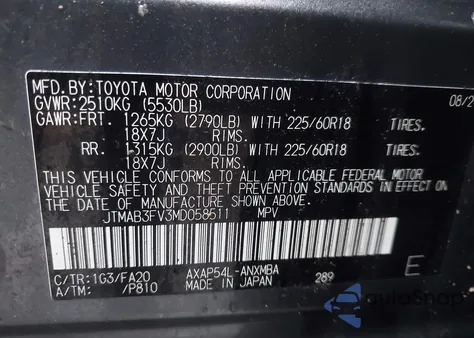 MFD.BY:TOYOTA MOTOR CORPORATION 08/2
GVWR:2510KG (5530LB)
GAWR:FRT. 1265KG (2790LB) WITH 225/60R18 TIRES.
18X7J RIMS.
RR. 1315KG (2900LB) WITH 225/60R18 TIRES.
18X7J RIMS.
THIS VEHICLE CONFORMS TO ALL APPLICABLE FEDERAL MOTOR
VEHICLE SAFETY AND THEFT PREVENTION STANDARDS IN EFFECT ON
THE DATE OF MANUFACTURE SHOWN ABOVE.
JTMAB3FV3MD058511 MPV
C/TR:1G3/FA20 AXAP54L-ANXMBA 289 E
A/TM: /P810 MADE IN JAPAN
AutoSnap